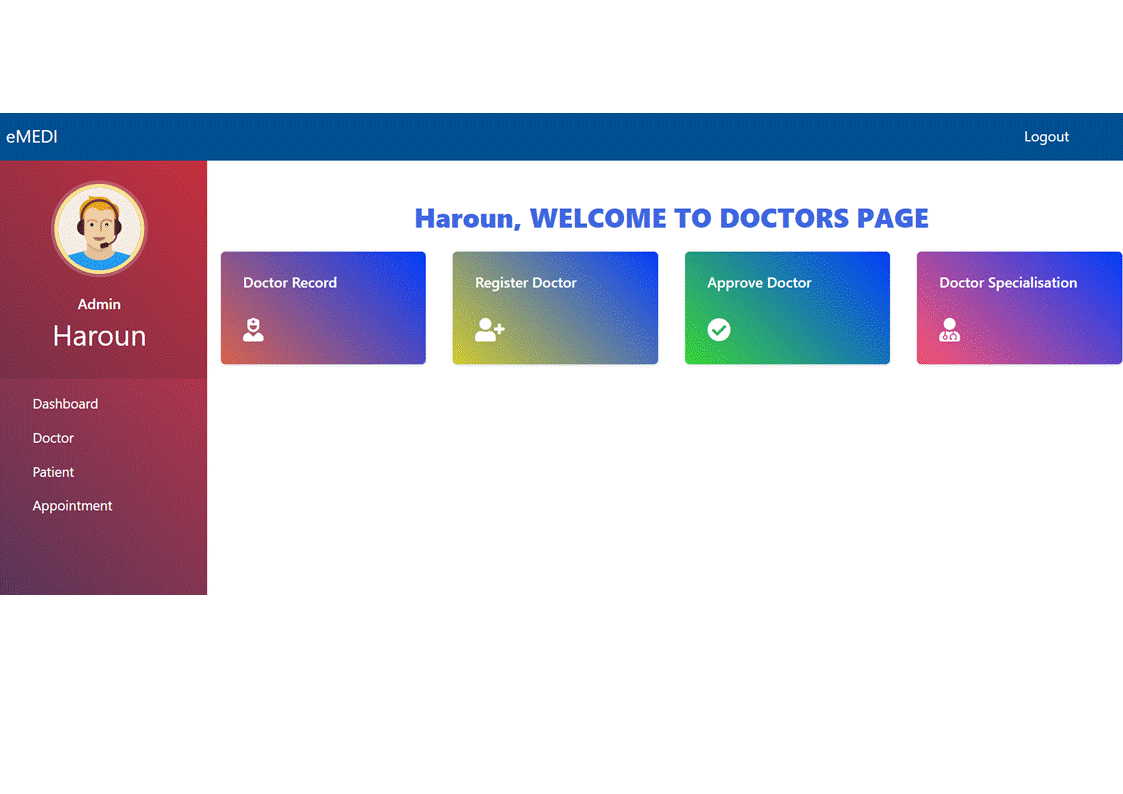 eMEDI
Logout
Admin
Haroun
Dashboard
Doctor
Patient
Appointment
Haroun, WELCOME TO DOCTORS PAGE
Doctor Record
Register Doctor
Approve Doctor
Doctor Specialisation